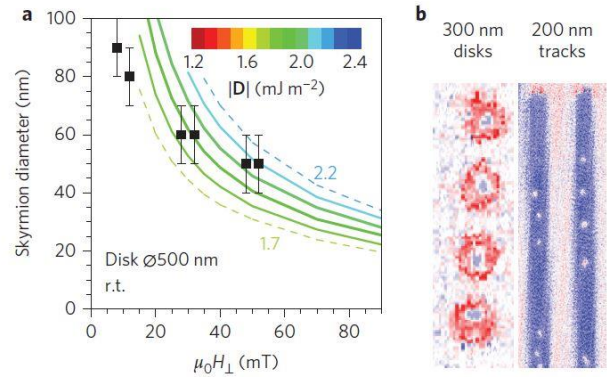 a
100
80
60
40
20
0
Skyrmion diameter (nm)
1.2 1.6 2.0 2.4
|D| (mJ m⁻²)
2.2
1.7
Disk Ø500 nm
r.t.
0 20 40 60 80
μ₀H⊥ (mT)
b
300 nm 200 nm
disks tracks